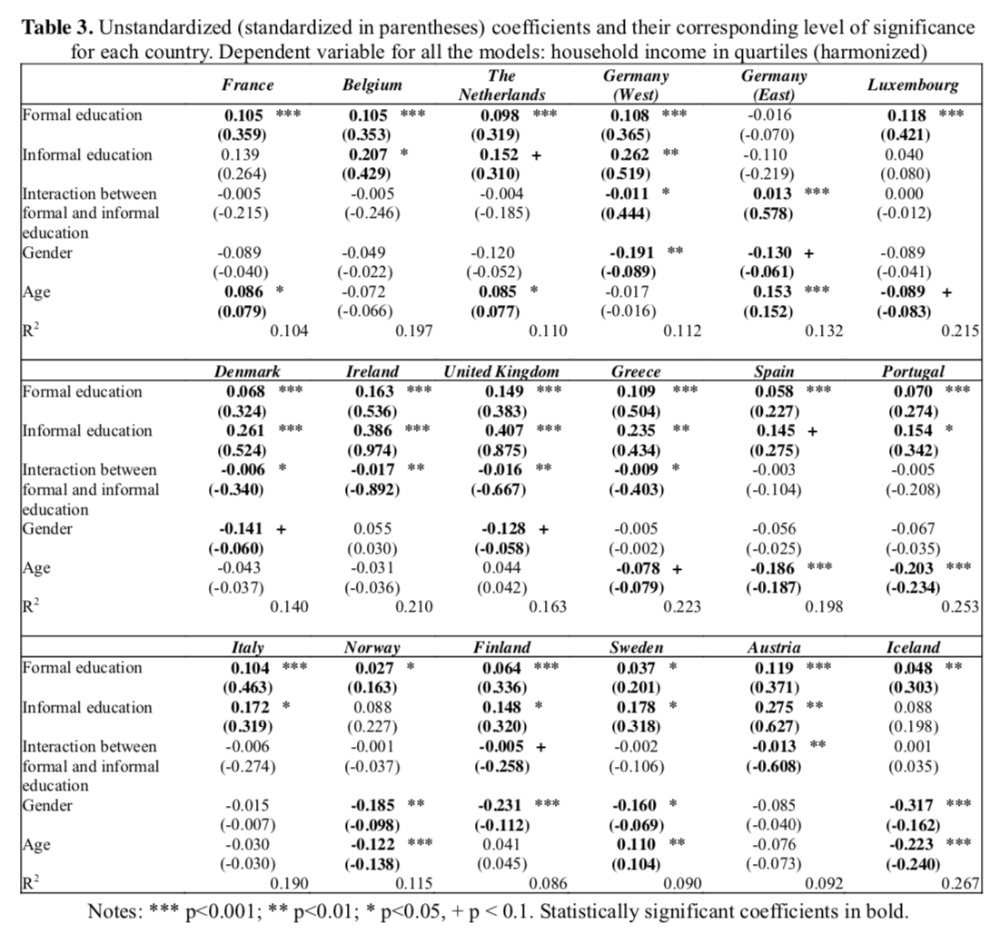 Table 3. Unstandardized (standardized in parentheses) coefficients and their corresponding level of significance
for each country. Dependent variable for all the models: household income in quartiles (harmonized)
France Belgium The Netherlands Germany (West) Germany (East) Luxembourg
Formal education 0.105 *** 0.105 *** 0.098 *** 0.108 *** -0.016 0.118 ***
(0.359) (0.353) (0.319) (0.365) (-0.070) (0.421)
Informal education 0.139 0.207 * 0.152 + 0.262 ** -0.110 0.040
(0.264) (0.429) (0.310) (0.519) (-0.219) (0.080)
Interaction between -0.005 -0.005 -0.004 -0.011 * 0.013 *** 0.000
formal and informal (-0.215) (-0.246) (-0.185) (0.444) (0.578) (-0.012)
education
Gender -0.089 -0.049 -0.120 -0.191 ** -0.130 + -0.089
(-0.040) (-0.022) (-0.052) (-0.089) (-0.061) (-0.041)
Age 0.086 * -0.072 0.085 * -0.017 0.153 *** -0.089 +
(0.079) (-0.066) (0.077) (-0.016) (0.152) (-0.083)
R2 0.104 0.197 0.110 0.112 0.132 0.215
Denmark Ireland United Kingdom Greece Spain Portugal
Formal education 0.068 *** 0.163 *** 0.149 *** 0.109 *** 0.058 *** 0.070 ***
(0.324) (0.536) (0.383) (0.504) (0.227) (0.274)
Informal education 0.261 *** 0.386 *** 0.407 *** 0.235 ** 0.145 + 0.154 *
(0.524) (0.974) (0.875) (0.434) (0.275) (0.342)
Interaction between -0.006 * -0.017 ** -0.016 ** -0.009 * -0.003 -0.005
formal and informal (-0.340) (-0.892) (-0.667) (-0.403) (-0.104) (-0.208)
education
Gender -0.141 + 0.055 -0.128 + -0.005 -0.056 -0.067
(-0.060) (0.030) (-0.058) (-0.002) (-0.025) (-0.035)
Age -0.043 -0.031 0.044 -0.078 + -0.186 *** -0.203 ***
(-0.037) (-0.036) (0.042) (-0.079) (-0.187) (-0.234)
R2 0.140 0.210 0.163 0.223 0.198 0.253
Italy Norway Finland Sweden Austria Iceland
Formal education 0.104 *** 0.027 * 0.064 *** 0.037 * 0.119 *** 0.048 **
(0.463) (0.163) (0.336) (0.201) (0.371) (0.303)
Informal education 0.172 * 0.088 0.148 * 0.178 * 0.275 ** 0.088
(0.319) (0.227) (0.320) (0.318) (0.627) (0.198)
Interaction between -0.006 -0.001 -0.005 + -0.002 -0.013 ** 0.001
formal and informal (-0.274) (-0.037) (-0.258) (-0.106) (-0.608) (0.035)
education
Gender -0.015 -0.185 ** -0.231 *** -0.160 * -0.085 -0.317 ***
(-0.007) (-0.098) (-0.112) (-0.069) (-0.040) (-0.162)
Age -0.030 -0.122 *** 0.041 0.110 ** -0.076 -0.223 ***
(-0.030) (-0.138) (0.045) (0.104) (-0.073) (-0.240)
R2 0.190 0.115 0.086 0.090 0.092 0.267
Notes: *** p<0.001; ** p<0.01; * p<0.05, + p < 0.1. Statistically significant coefficients in bold.